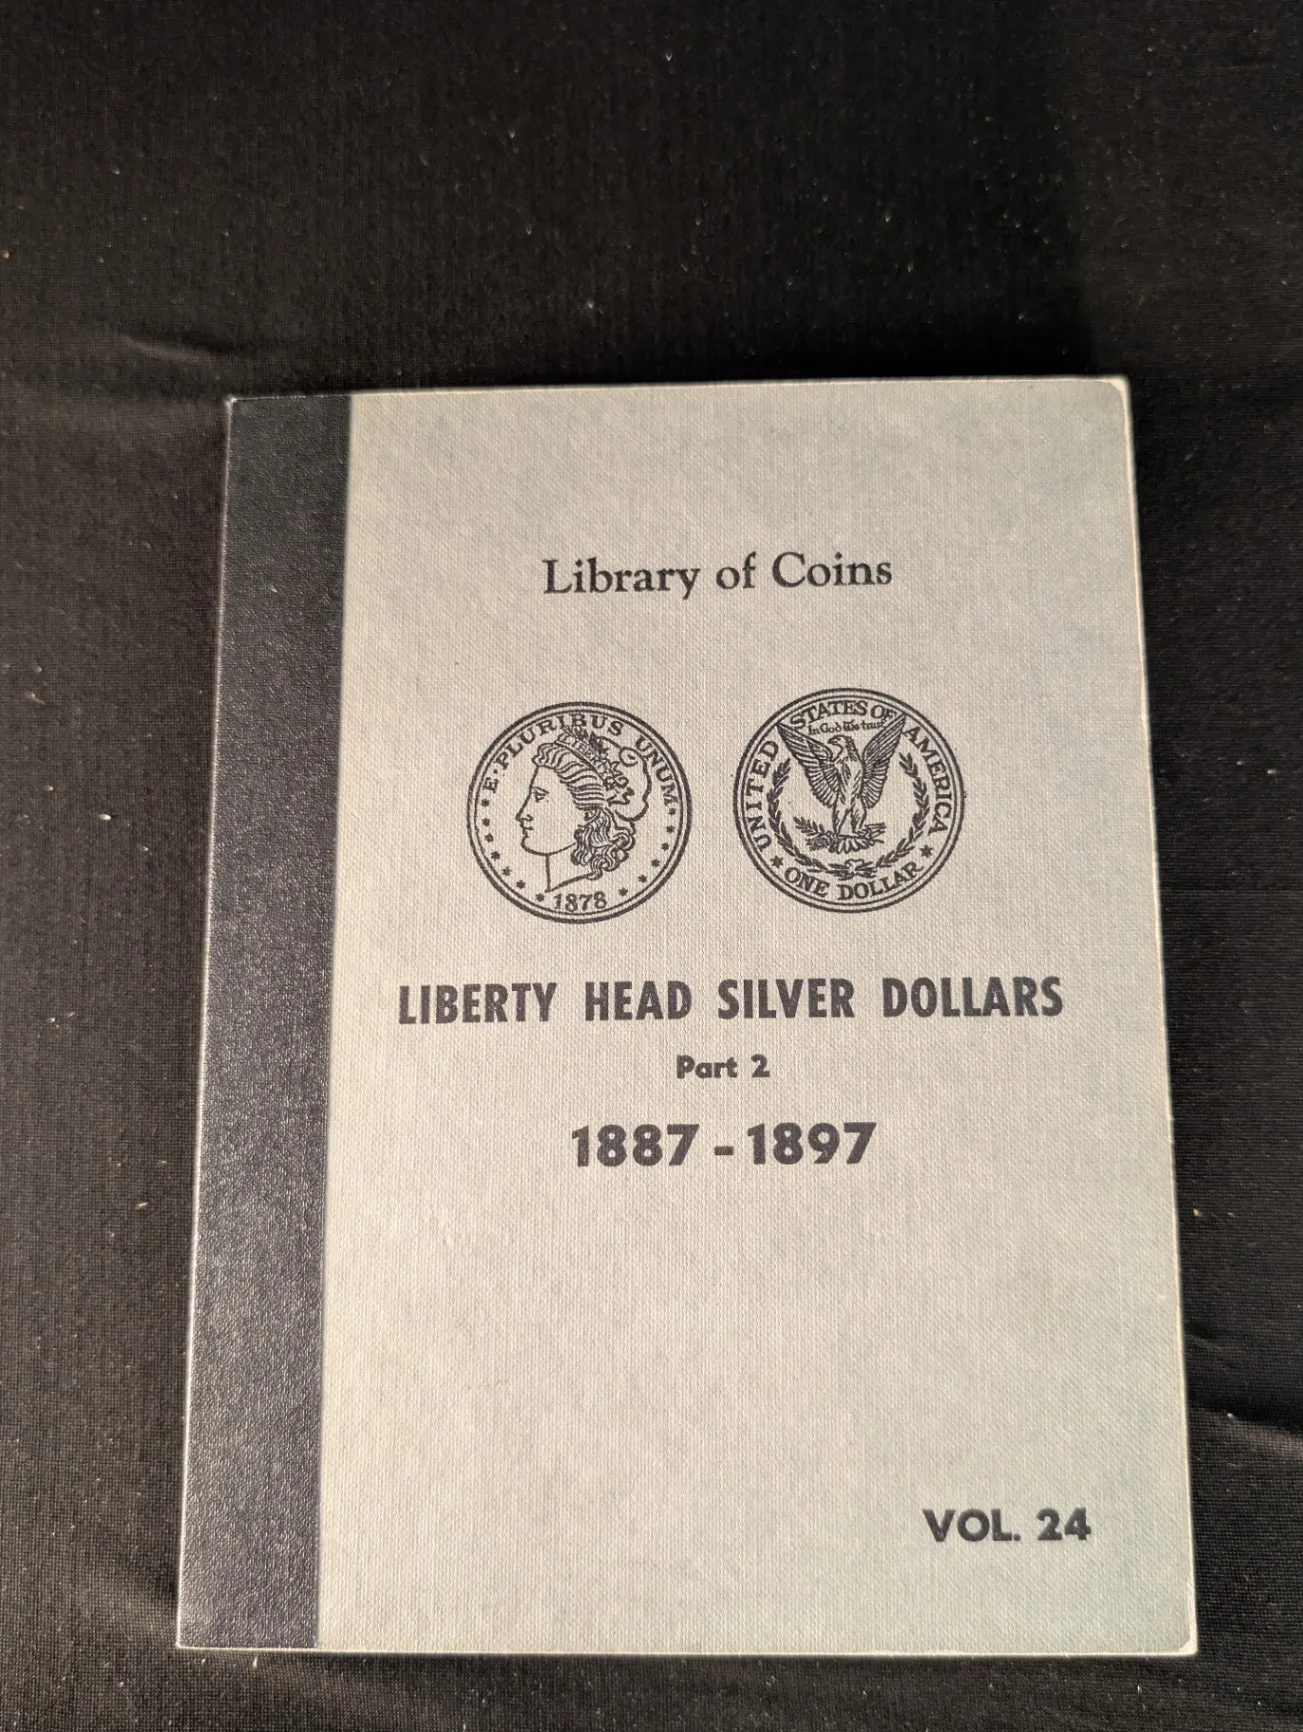 Library of Coins
E·PLURIBUS UNUM
LIBERTY
1878
UNITED STATES OF AMERICA
In God We trust
ONE DOLLAR
LIBERTY HEAD SILVER DOLLARS
Part 2
1887-1897
VOL. 24